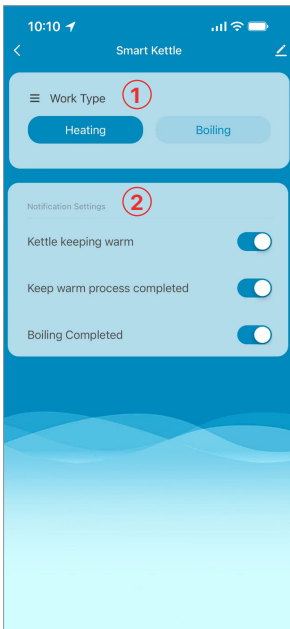 10:10
Smart Kettle
Work Type 1
Heating Boiling
Notification Settings 2
Kettle keeping warm
Keep warm process completed
Boiling Completed